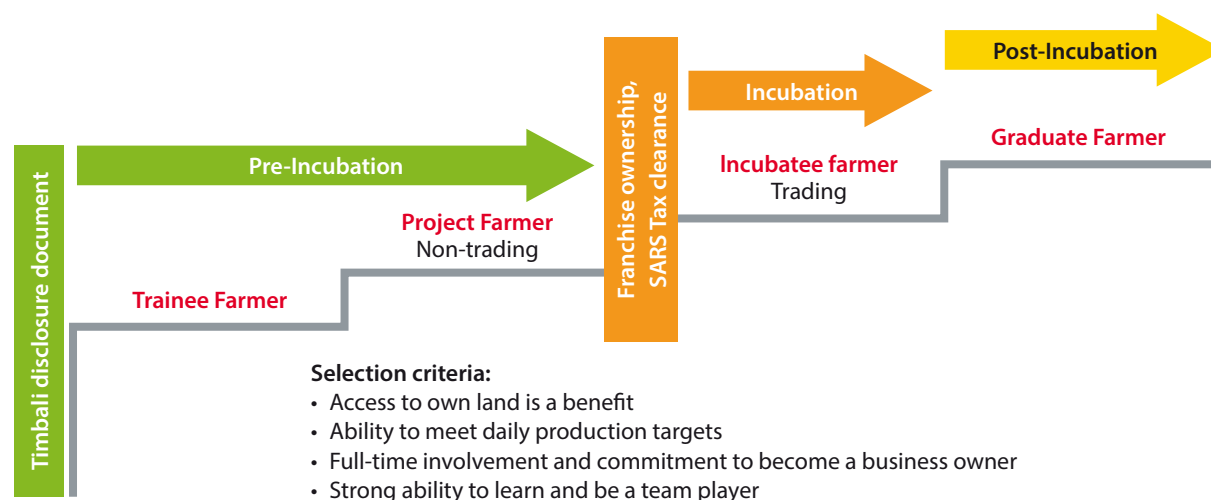 Timbali disclosure document
Pre-Incubation
Trainee Farmer
Project Farmer
Non-trading
Franchise ownership,
SARS Tax clearance
Incubation
Incubatee farmer
Trading
Post-Incubation
Graduate Farmer
Selection criteria:
• Access to own land is a benefit
• Ability to meet daily production targets
• Full-time involvement and commitment to become a business owner
• Strong ability to learn and be a team player